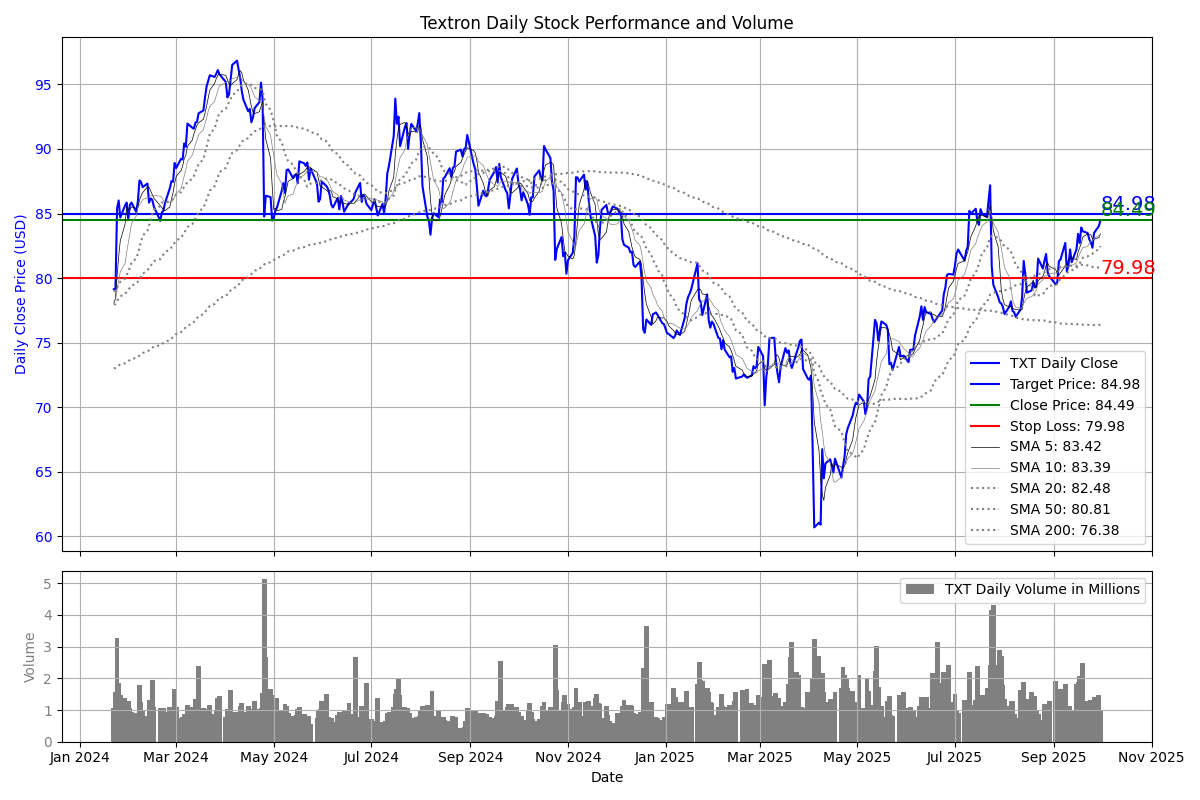 Textron Daily Stock Performance and Volume
Daily Close Price (USD)
95
90
85
80
75
70
65
60
84.98
84.49
79.98
TXT Daily Close
Target Price: 84.98
Close Price: 84.49
Stop Loss: 79.98
SMA 5: 83.42
SMA 10: 83.39
SMA 20: 82.48
SMA 50: 80.81
SMA 200: 76.38
Volume
5
4
3
2
1
0
TXT Daily Volume in Millions
Jan 2024 Mar 2024 May 2024 Jul 2024 Sep 2024 Nov 2024 Jan 2025 Mar 2025 May 2025 Jul 2025 Sep 2025 Nov 2025
Date